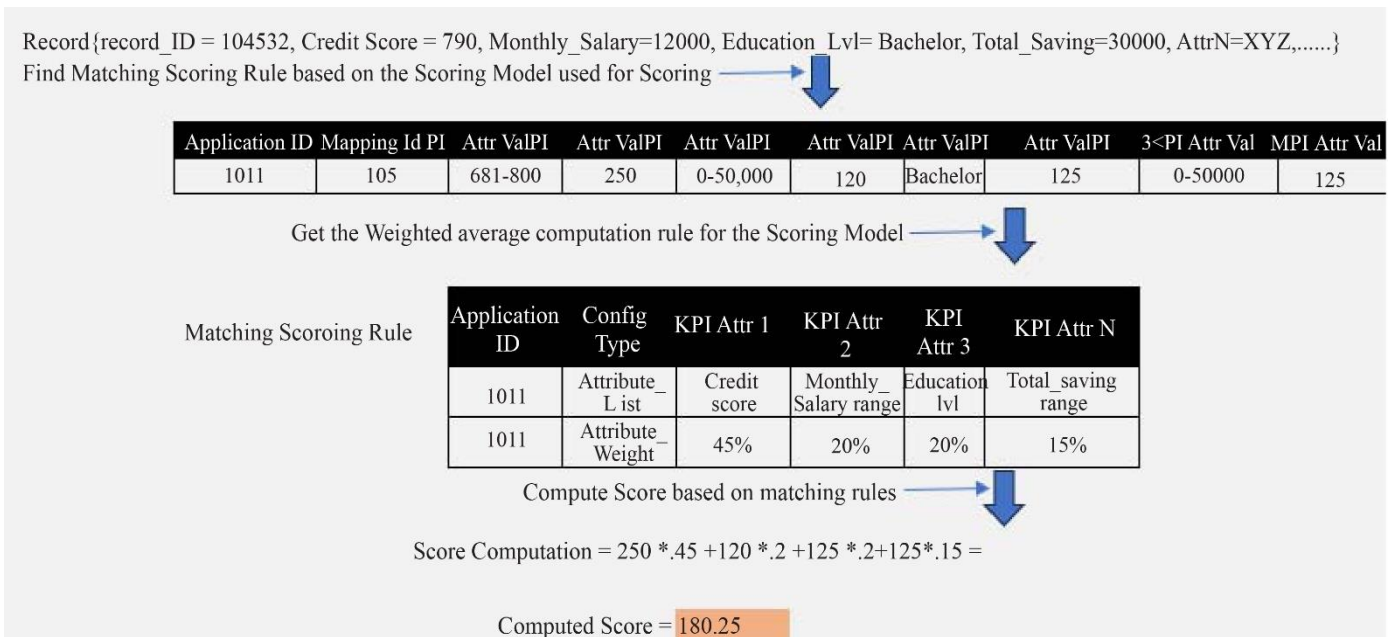 Record{record_ID = 104532, Credit Score = 790, Monthly_Salary=12000, Education_Lvl= Bachelor, Total_Saving=30000, AttrN=XYZ,......}
Find Matching Scoring Rule based on the Scoring Model used for Scoring
Application ID Mapping Id PI Attr ValPI Attr ValPI Attr ValPI Attr ValPI Attr ValPI Attr ValPI 3<PI Attr Val MPI Attr Val
1011 105 681-800 250 0-50,000 120 Bachelor 125 0-50000 125
Get the Weighted average computation rule for the Scoring Model
Matching Scoroing Rule
Application ID Config Type KPI Attr 1 KPI Attr 2 KPI Attr 3 KPI Attr N
1011 Attribute_ L ist Credit score Monthly_ Salary range Education lvl Total_saving range
1011 Attribute_ Weight 45% 20% 20% 15%
Compute Score based on matching rules
Score Computation = 250 *.45 +120 *.2 +125 *.2+125*.15 =
Computed Score = 180.25